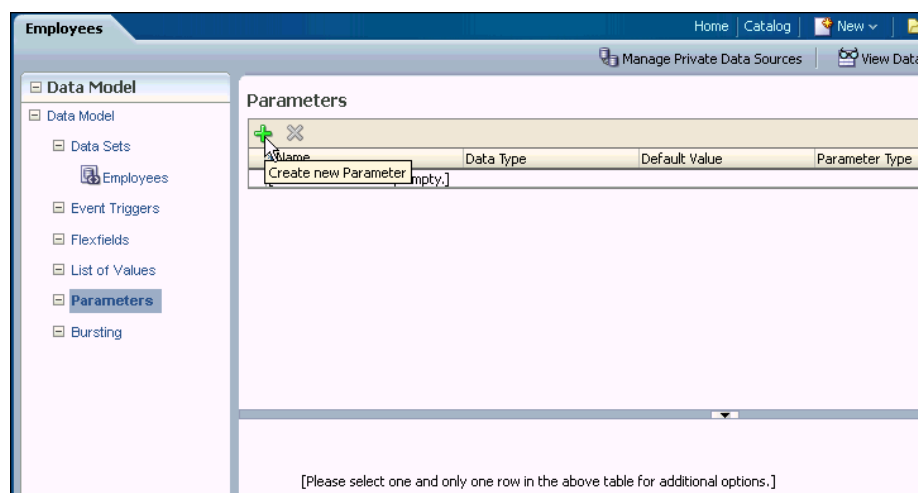 Employees
Home Catalog New
Manage Private Data Sources View Data
Data Model
Data Model
Data Sets
Employees
Event Triggers
Flexfields
List of Values
Parameters
Bursting
Parameters
Name Data Type Default Value Parameter Type
Create new Parameter
[Please select one and only one row in the above table for additional options.]